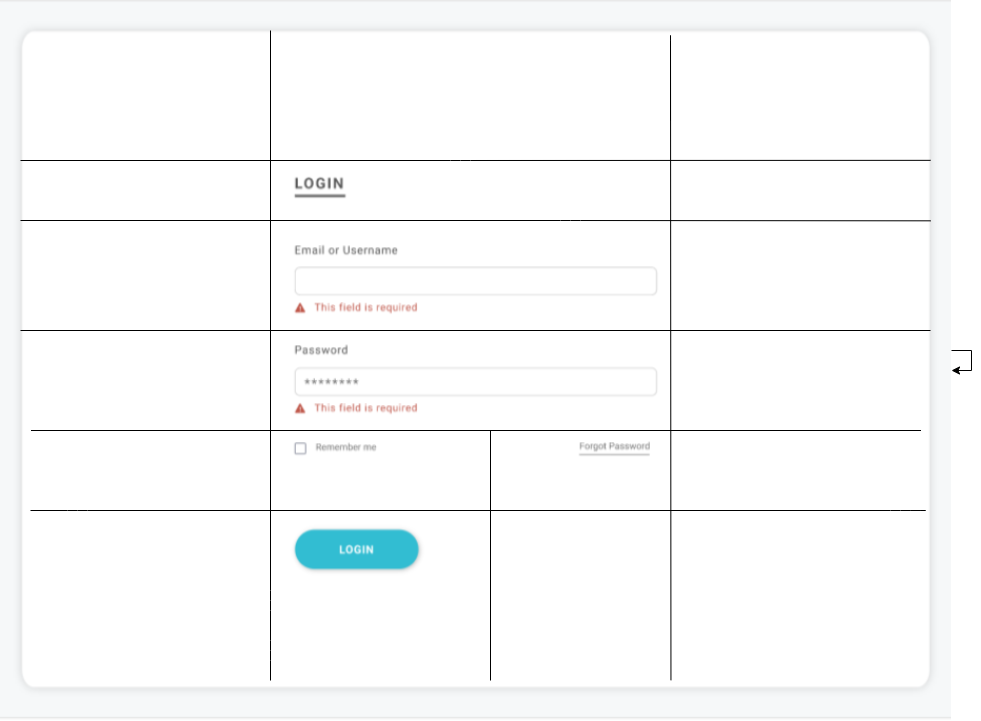 LOGIN
Email or Username
This field is required
Password
********
This field is required
Remember me
Forgot Password
LOGIN